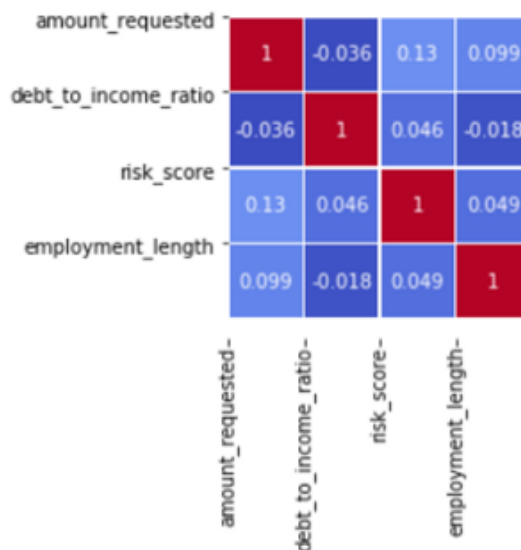 amount_requested
1 -0.036 0.13 0.099
debt_to_income_ratio
-0.036 1 0.046 -0.018
risk_score
0.13 0.046 1 0.049
employment_length
0.099 -0.018 0.049 1
amount_requested
debt_to_income_ratio
risk_score
employment_length